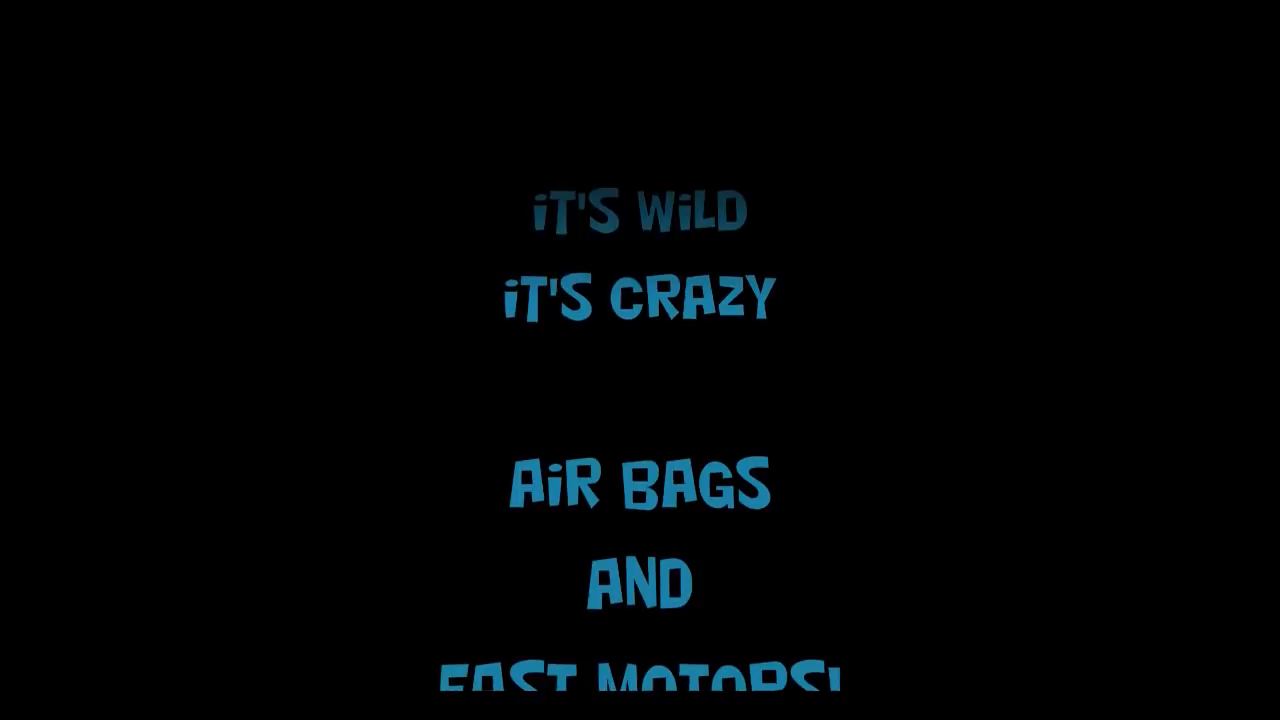 iT'S WiLD
iT'S CRAZY
AiR BAGS
AND
FAST MOTORS!